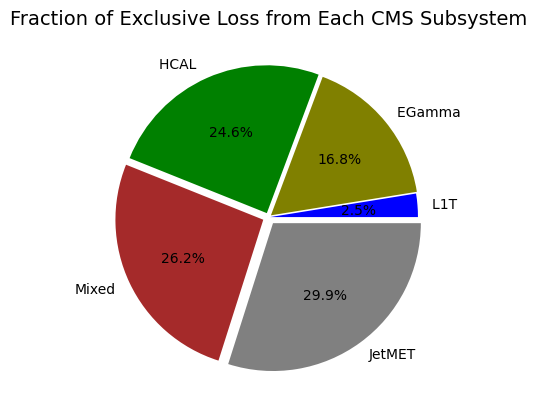 Fraction of Exclusive Loss from Each CMS Subsystem
HCAL
24.6%
EGamma
16.8%
L1T
2.5%
Mixed
26.2%
29.9%
JetMET